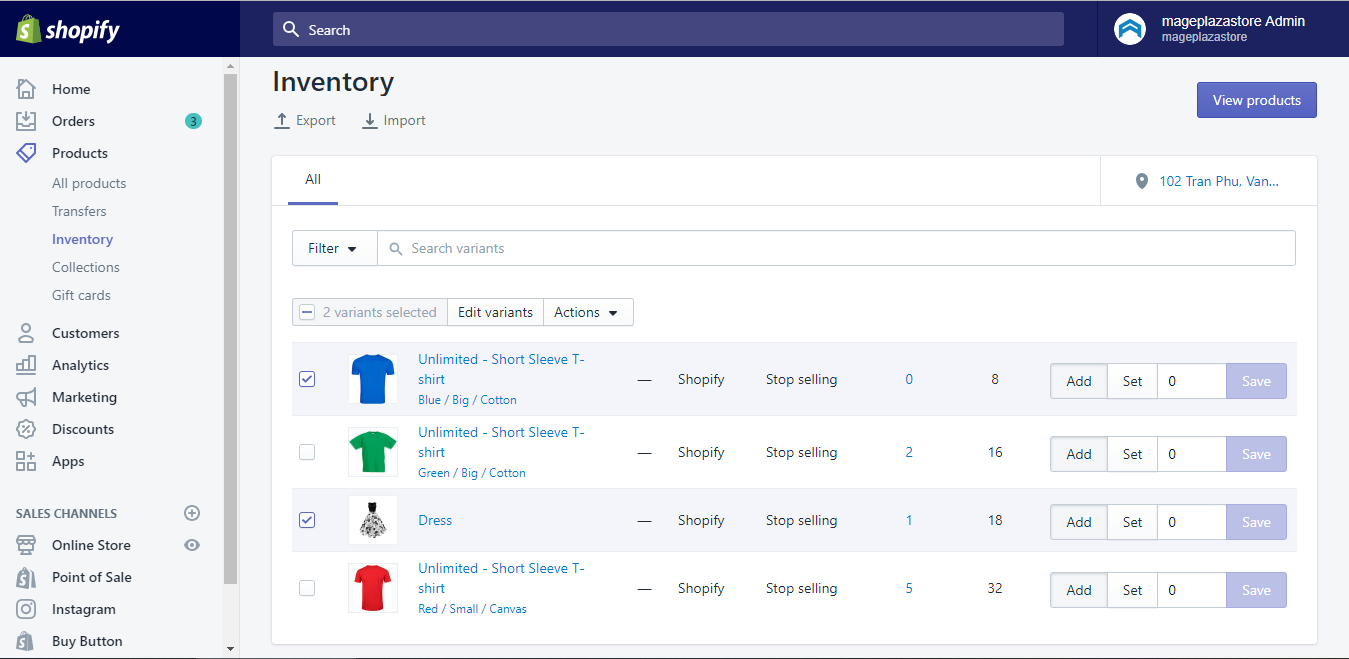 shopify
Search
mageplazastore Admin
mageplazastore
Home
Orders
3
Products
All products
Transfers
Inventory
Collections
Gift cards
Customers
Analytics
Marketing
Discounts
Apps
SALES CHANNELS
Online Store
Point of Sale
Instagram
Buy Button
Inventory
Export Import
View products
All
102 Tran Phu, Van...
Filter
Search variants
2 variants selected Edit variants Actions
Unlimited - Short Sleeve T-
shirt
Blue / Big / Cotton
— Shopify Stop selling 0 8 Add Set 0 Save
Unlimited - Short Sleeve T-
shirt
Green / Big / Cotton
— Shopify Stop selling 2 16 Add Set 0 Save
Dress — Shopify Stop selling 1 18 Add Set 0 Save
Unlimited - Short Sleeve T-
shirt
Red / Small / Canvas
— Shopify Stop selling 5 32 Add Set 0 Save